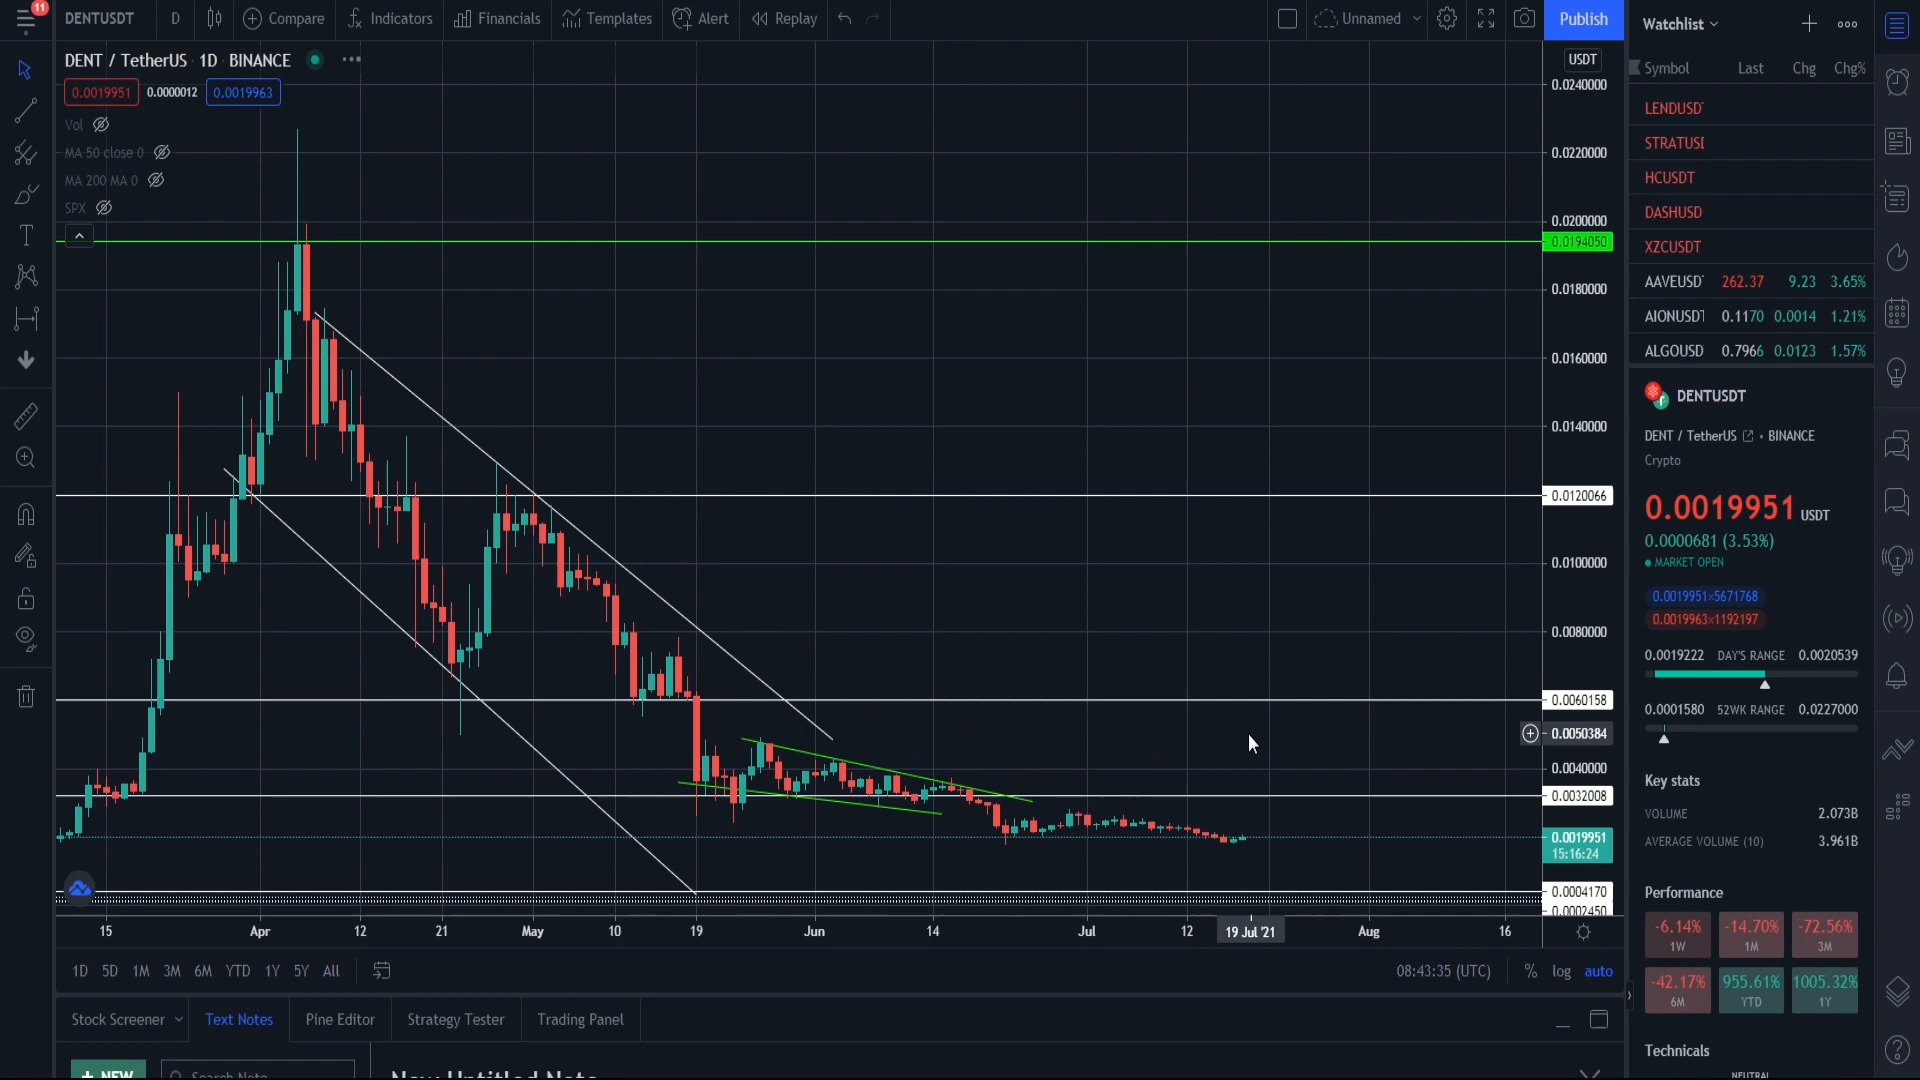 11
DENTUSDT D Compare Indicators Financials Templates Alert Replay Unnamed Publish
DENT / TetherUS · 1D · BINANCE
0.0019951 0.0000012 0.0019963
Vol
MA 50 close 0
MA 200 MA 0
SPX
USDT
0.0240000
0.0220000
0.0200000
0.0194050
0.0180000
0.0160000
0.0140000
0.0120066
0.0100000
0.0080000
0.0060158
0.0050384
0.0040000
0.0032008
0.0019951
15:16:24
0.0004170
0.0002450
15 Apr 12 21 May 10 19 Jun 14 Jul 12 19 Jul '21 Aug 16
1D 5D 1M 3M 6M YTD 1Y 5Y All 08:43:35 (UTC) % log auto
Stock Screener Text Notes Pine Editor Strategy Tester Trading Panel
+ NEW Search Note New Untitled Note
Watchlist
Symbol Last Chg Chg%
LENDUSD
STRATUS
HCUSDT
DASHUSD
XZCUSDT
AAVEUSD 262.37 9.23 3.65%
AIONUSDT 0.1170 0.0014 1.21%
ALGOUSD 0.7966 0.0123 1.57%
DENTUSDT
DENT / TetherUS • BINANCE
Crypto
0.0019951 USDT
0.0000681 (3.53%)
MARKET OPEN
0.0019951×5671768
0.0019963×1192197
0.0019222 DAY'S RANGE 0.0020539
0.0001580 52WK RANGE 0.0227000
Key stats
VOLUME 2.073B
AVERAGE VOLUME (10) 3.961B
Performance
-6.14% -14.70% -72.56%
1W 1M 3M
-42.17% 955.61% 1005.32%
6M YTD 1Y
Technicals
NEUTRAL